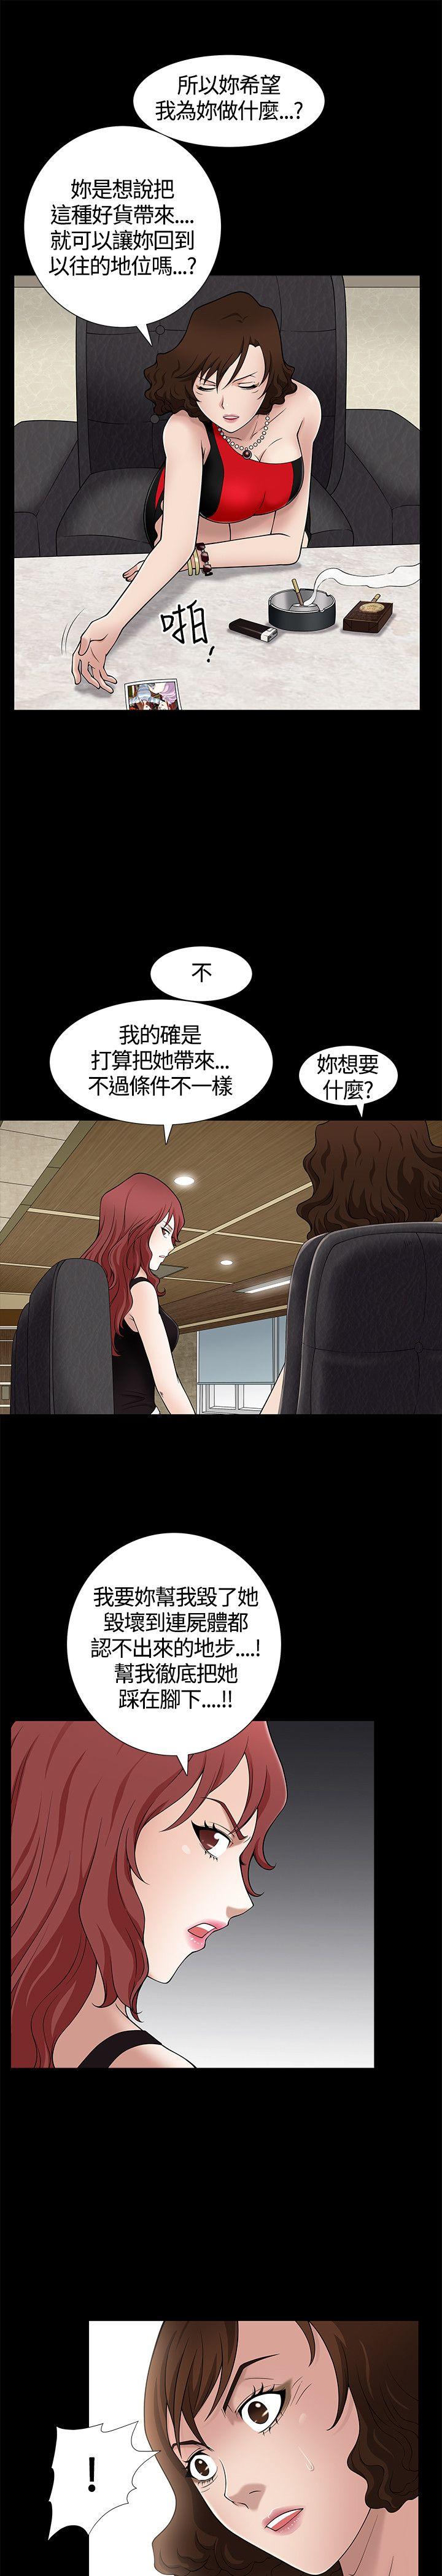 所以妳希望
我為妳做什麼...?
妳是想說把
這種好貨帶來....
就可以讓妳回到
以往的地位嗎...?
啪!
不
我的確是
打算把她帶來...
不過條件不一樣
妳想要
什麼?
我要妳幫我毀了她
毀壞到連屍體都
認不出來的地步....!
幫我徹底把她
踩在腳下....!!
!